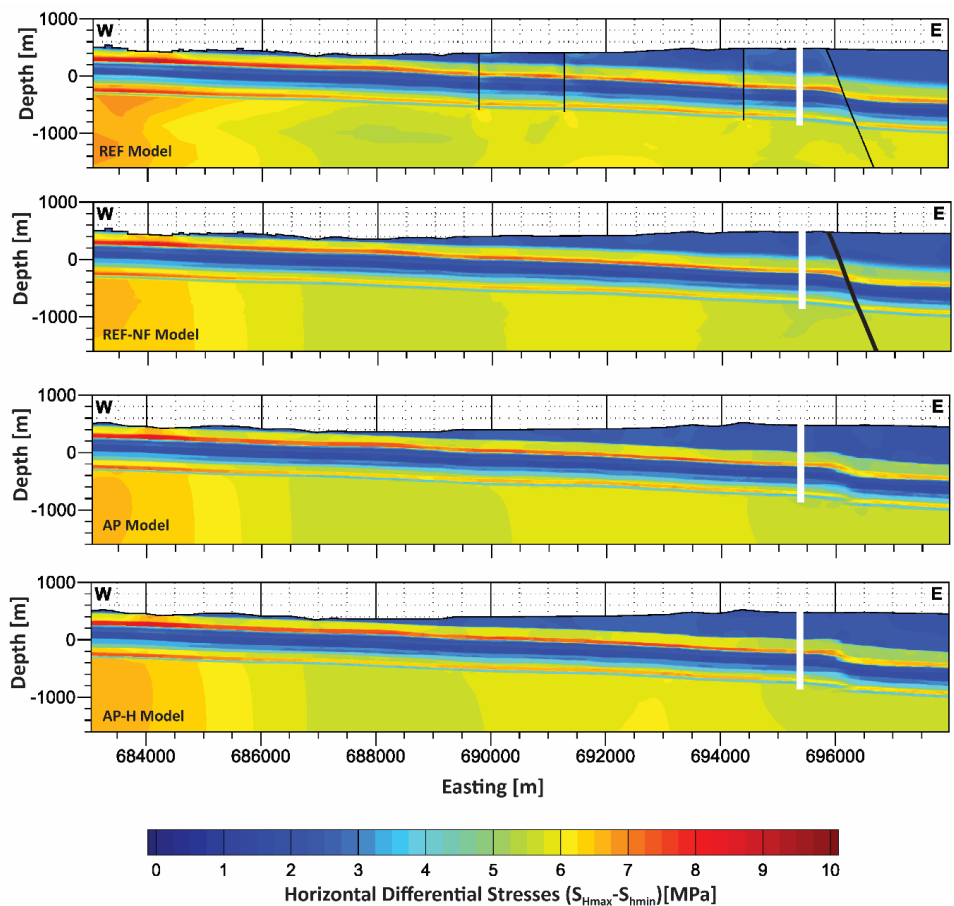 1000
W
E
0
Depth [m]
-1000
REF Model
1000
W
E
0
Depth [m]
-1000
REF-NF Model
1000
W
E
0
Depth [m]
-1000
AP Model
1000
W
E
0
Depth [m]
-1000
AP-H Model
684000 686000 688000 690000 692000 694000 696000
Easting [m]
0 1 2 3 4 5 6 7 8 9 10
Horizontal Differential Stresses (SHmax-Shmin)[MPa]